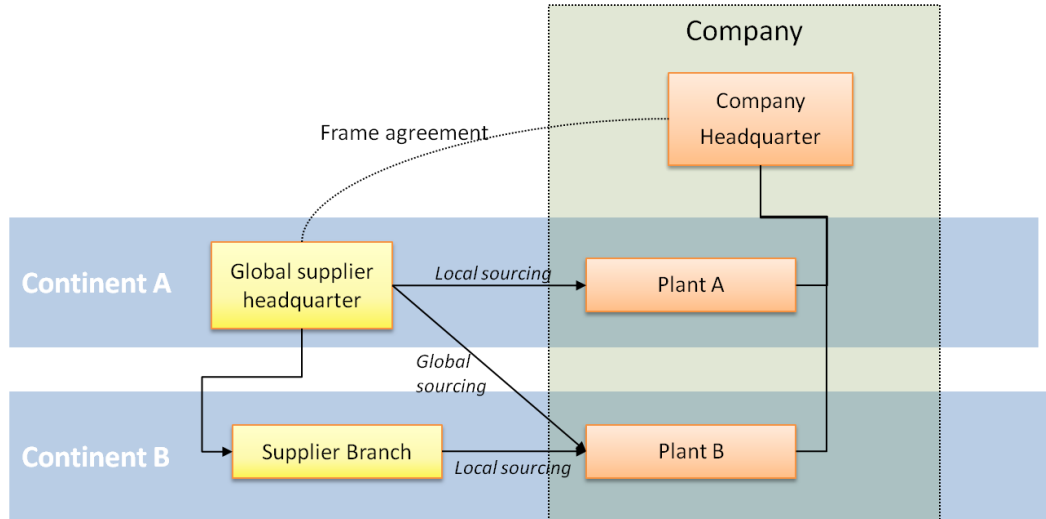 Company
Company
Headquarter
Frame agreement
Continent A
Global supplier
headquarter
Local sourcing
Plant A
Global
sourcing
Continent B
Supplier Branch
Local sourcing
Plant B